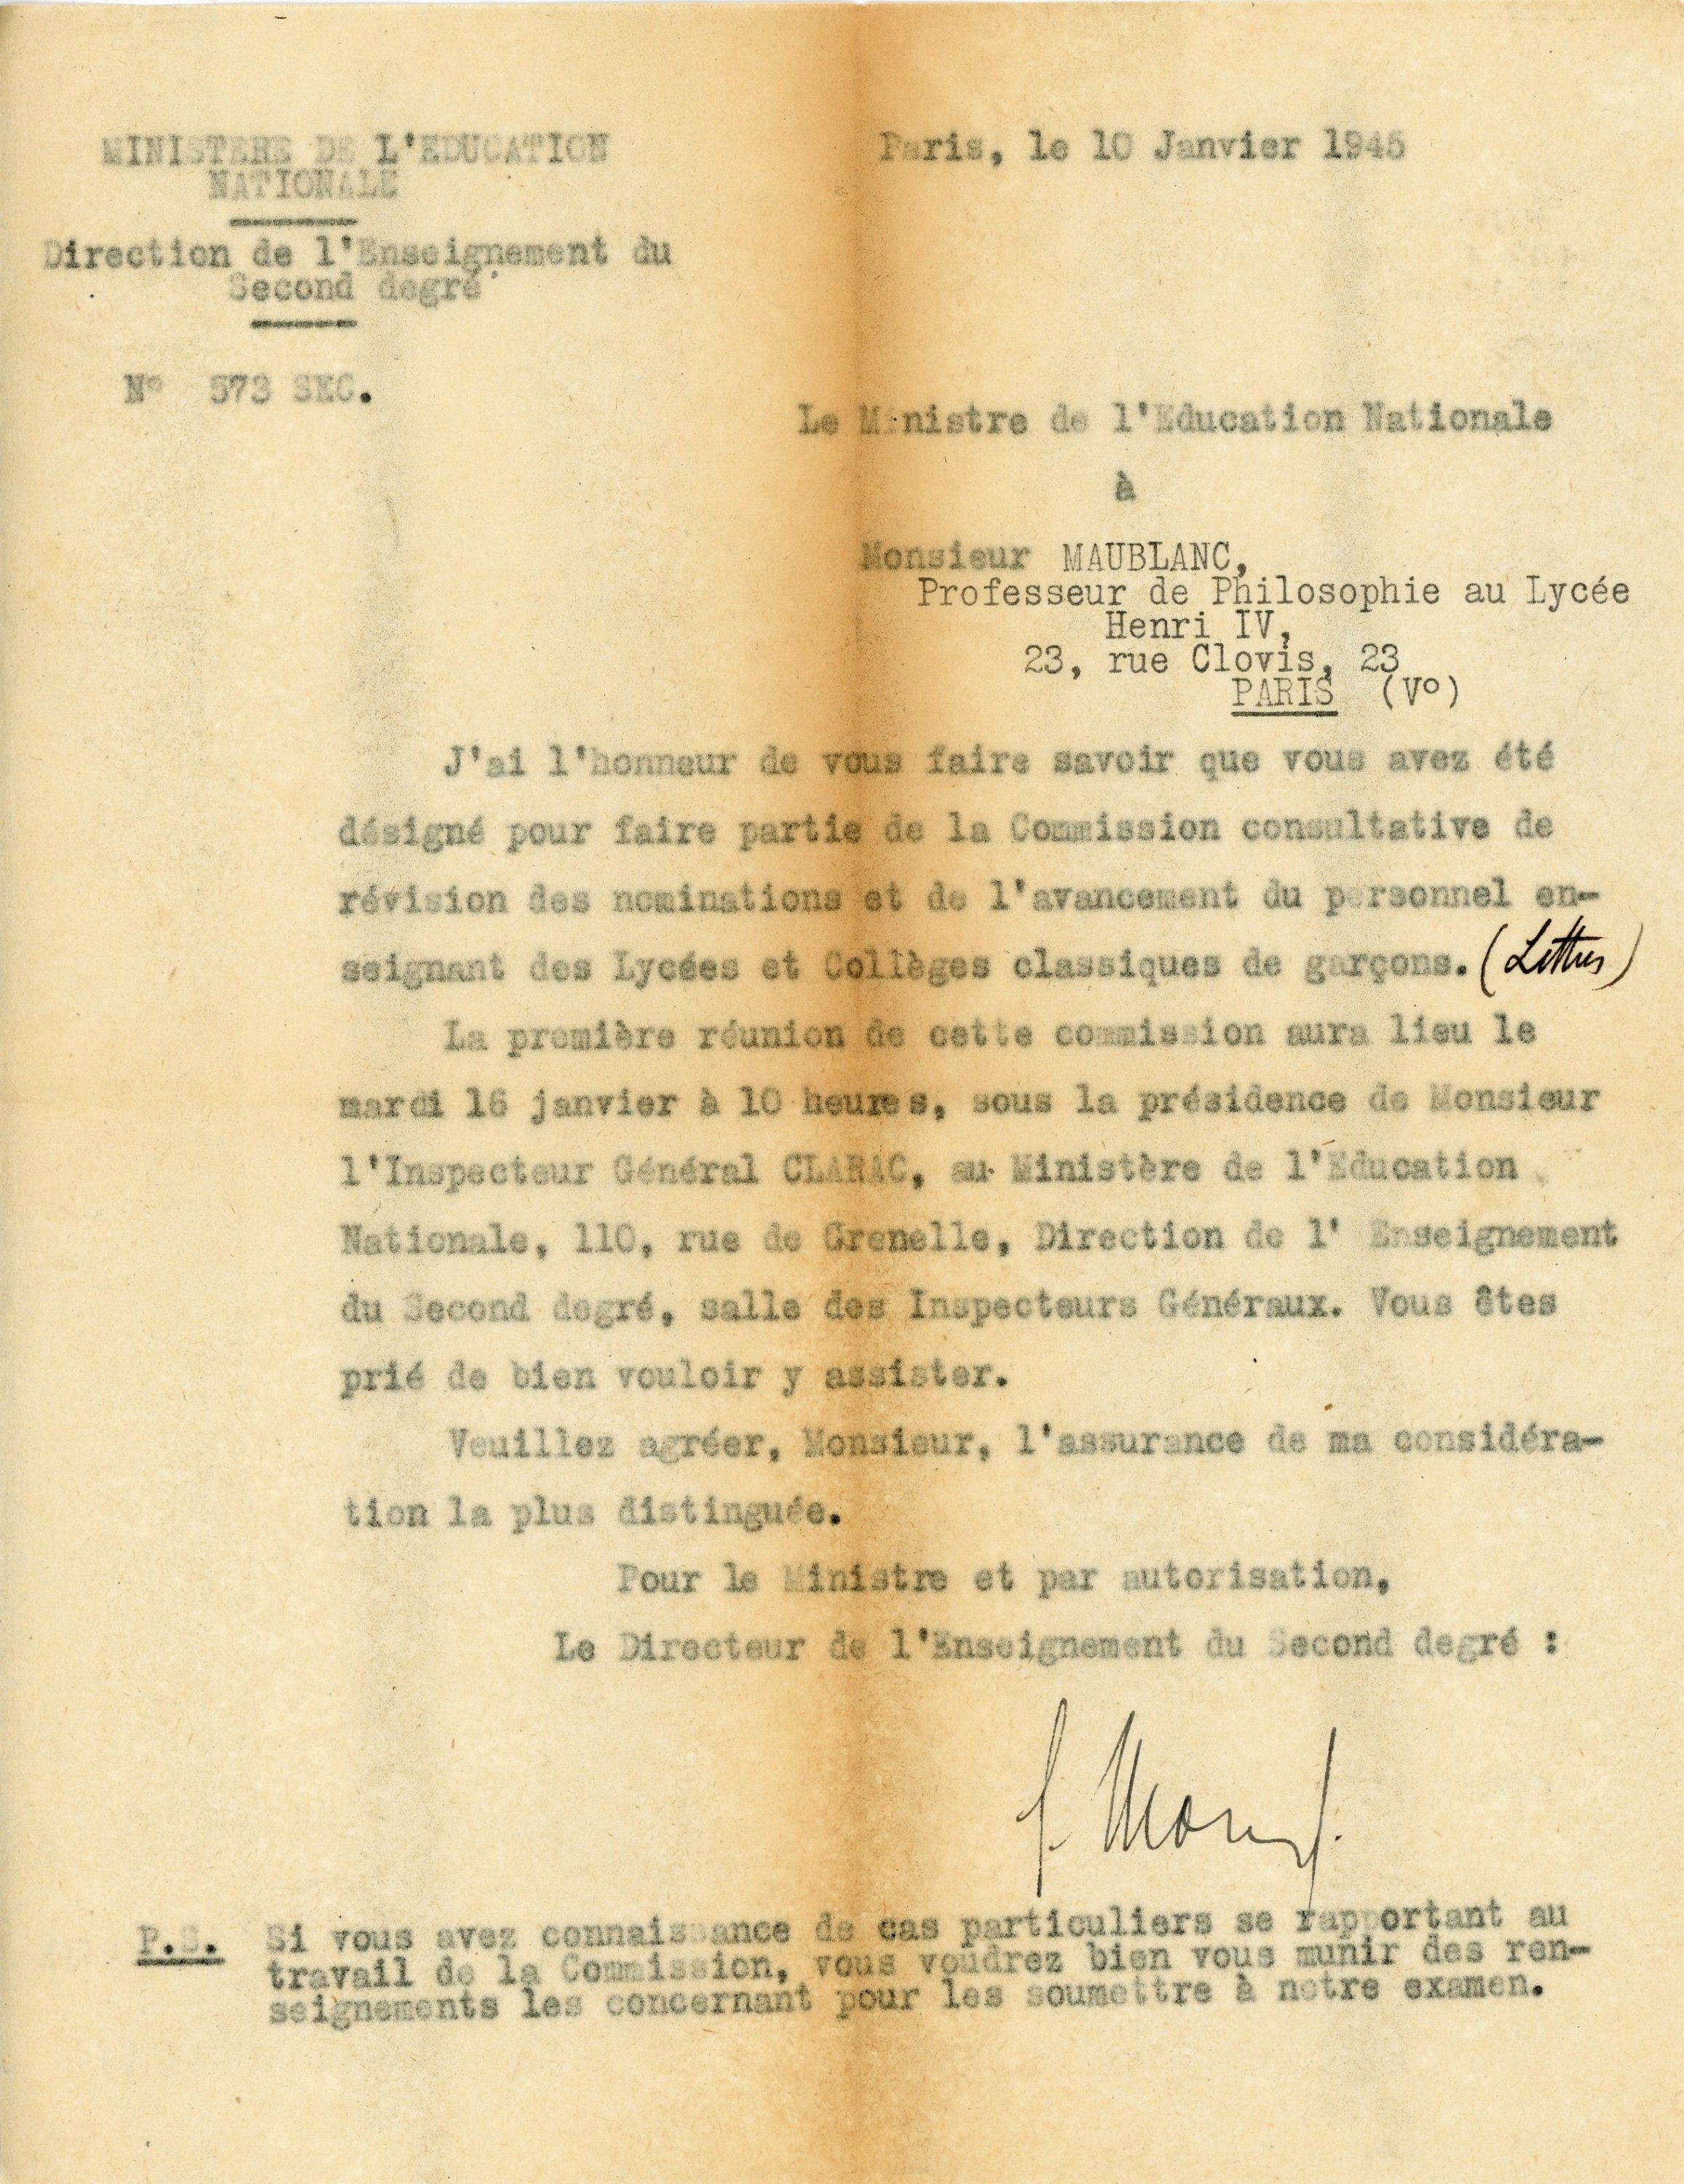 MINISTERE DE L'EDUCATION
NATIONALE
Paris, le 10 Janvier 1945
Direction de l'Enseignement du
Second degré
N° 573 SEC.
Le Ministre de l'Education Nationale
à
Monsieur MAUBLANC,
Professeur de Philosophie au Lycée
Henri IV,
23, rue Clovis, 23
PARIS (V°)
J'ai l'honneur de vous faire savoir que vous avez été
désigné pour faire partie de la Commission consultative de
révision des nominations et de l'avancement du personnel en-
seignant des Lycées et Collèges classiques de garçons. (Lettres)
La première réunion de cette commission aura lieu le
mardi 16 janvier à 10 heures, sous la présidence de Monsieur
l'Inspecteur Général CLARAC, au Ministère de l'Education
Nationale, 110, rue de Grenelle, Direction de l' Enseignement
du Second degré, salle des Inspecteurs Généraux. Vous êtes
prié de bien vouloir y assister.
Veuillez agréer, Monsieur, l'assurance de ma considéra-
tion la plus distinguée.
Pour le Ministre et par autorisation,
Le Directeur de l'Enseignement du Second degré :
P.S. Si vous avez connaissance de cas particuliers se rapportant au
travail de la Commission, vous voudrez bien vous munir des ren-
seignements les concernant pour les soumettre à notre examen.